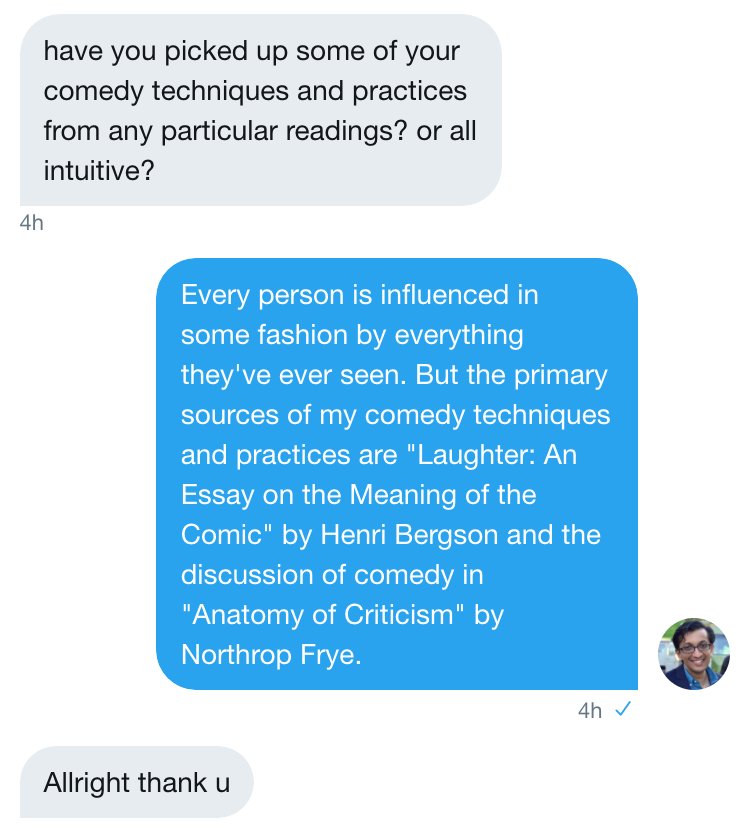 have you picked up some of your
comedy techniques and practices
from any particular readings? or all
intuitive?
4h
Every person is influenced in
some fashion by everything
they've ever seen. But the primary
sources of my comedy techniques
and practices are "Laughter: An
Essay on the Meaning of the
Comic" by Henri Bergson and the
discussion of comedy in
"Anatomy of Criticism" by
Northrop Frye.
4h
Allright thank u